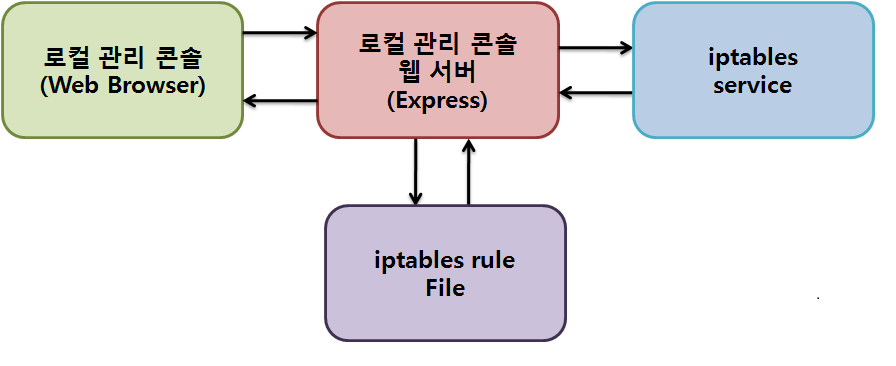 로컬 관리 콘솔
(Web Browser)
로컬 관리 콘솔
웹 서버
(Express)
iptables
service
iptables rule
File
.